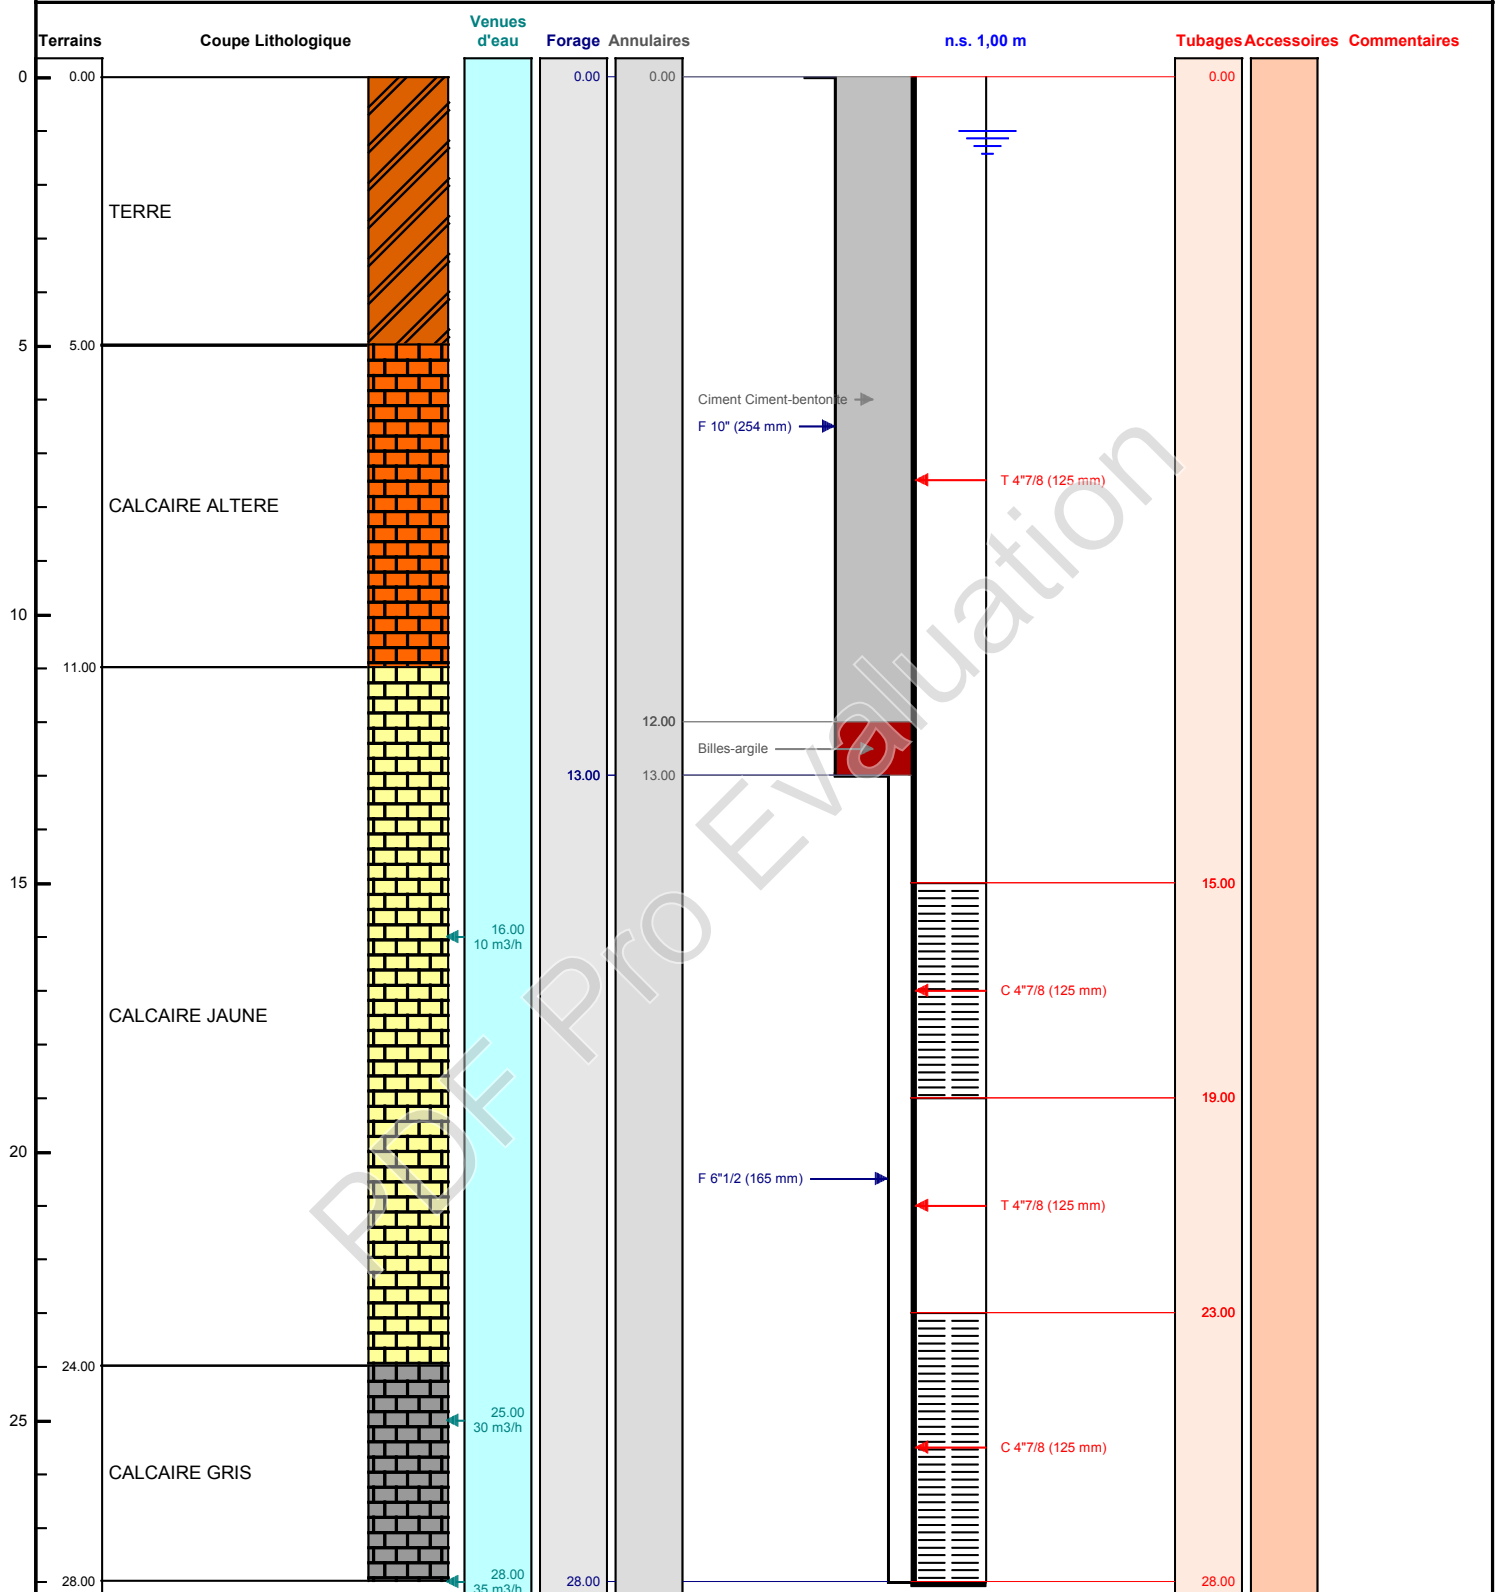 Terrains Coupe Lithologique Venues d'eau Forage Annulaires n.s. 1,00 m Tubages Accessoires Commentaires
0 0.00 0.00 0.00 0.00
TERRE
5 5.00
Ciment Ciment-bentonite
F 10" (254 mm)
T 4"7/8 (125 mm)
CALCAIRE ALTERE
10
11.00
12.00
Billes-argile
13.00 13.00
15 15.00
16.00
10 m3/h
C 4"7/8 (125 mm)
CALCAIRE JAUNE
19.00
20
F 6"1/2 (165 mm)
T 4"7/8 (125 mm)
23.00
24.00
25 25.00
30 m3/h
C 4"7/8 (125 mm)
CALCAIRE GRIS
28.00 28.00 28.00 28.00
35 m3/h
PDF Pro Evaluation